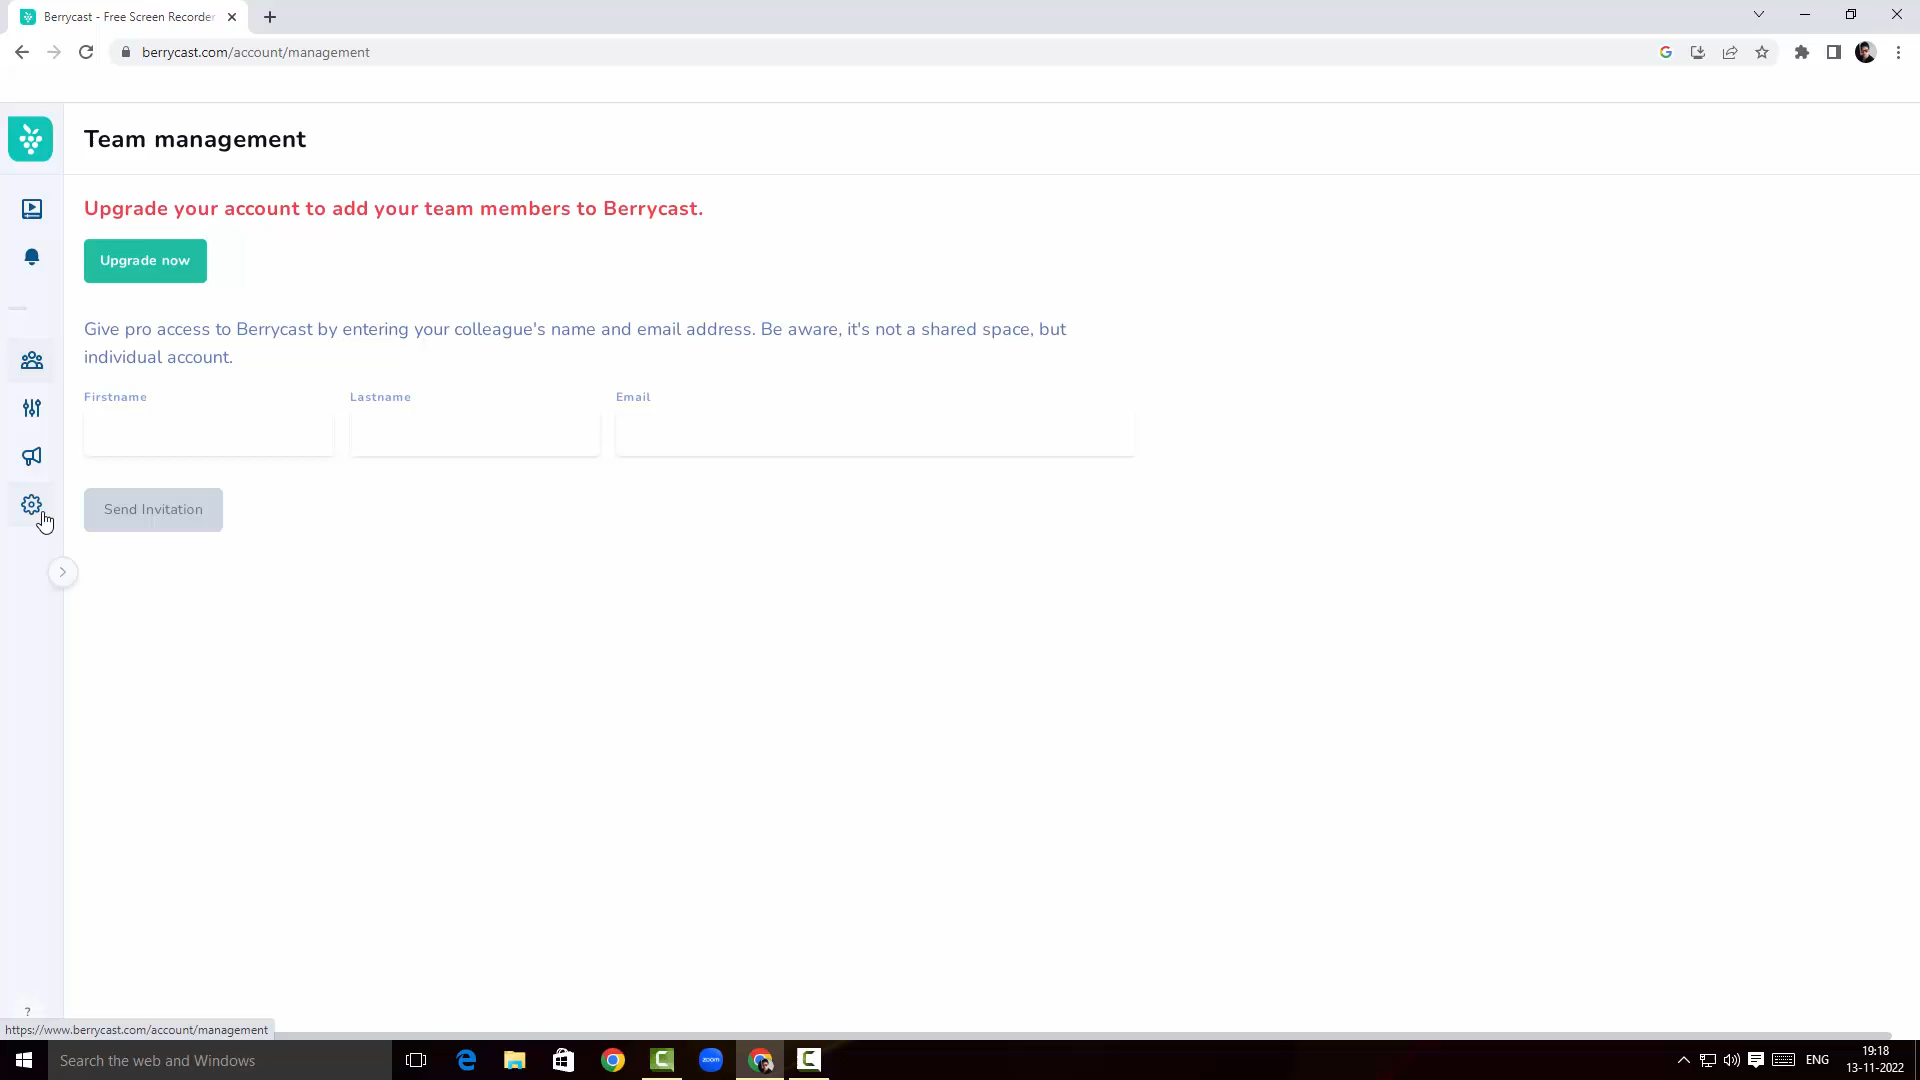 Berrycast - Free Screen Recorder
berrycast.com/account/management
Team management
Upgrade your account to add your team members to Berrycast.
Upgrade now
Give pro access to Berrycast by entering your colleague's name and email address. Be aware, it's not a shared space, but
individual account.
Firstname Lastname Email
Send Invitation
?
https://www.berrycast.com/account/management
Search the web and Windows
zoom
ENG
19:18
13-11-2022